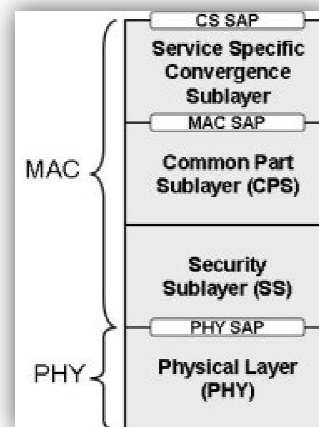 CS SAP
Service Specific
Convergence
Sublayer
MAC SAP
MAC
Common Part
Sublayer (CPS)
Security
Sublayer (SS)
PHY SAP
PHY
Physical Layer
(PHY)